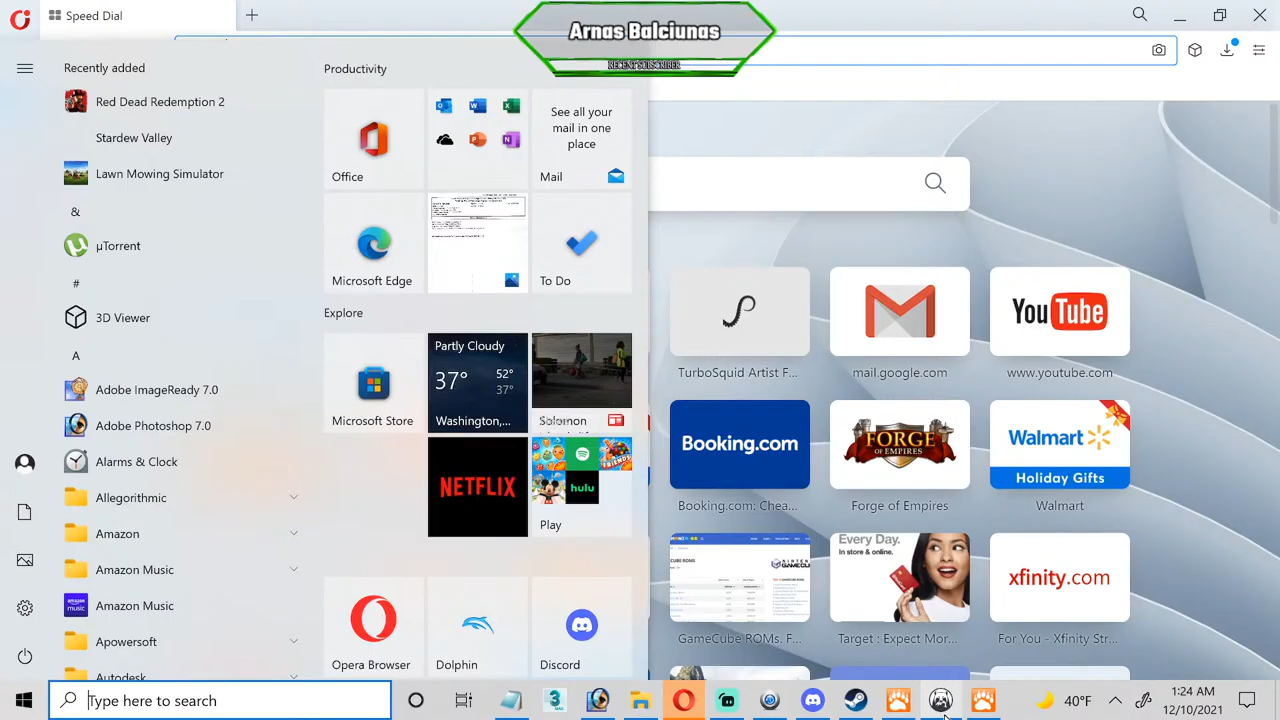 Speed Dial
Arnas Balciunas
RECENT SUBSCRIBER
Recently added
Red Dead Redemption 2
Stardew Valley
Lawn Mowing Simulator
&
µTorrent
#
3D Viewer
A
Adobe ImageReady 7.0
Adobe Photoshop 7.0
Alarms & Clock
Allegorithmic
Amazon
Amazon Music
Amazon Music
Apowersoft
Autodesk
Productivity
Office
See all your
mail in one
place
Mail
Microsoft Edge
To Do
Explore
Microsoft Store
Partly Cloudy
37° 52°
37°
Washington,...
Solomon
NETFLIX
hulu
Play
Opera Browser
Dolphin
Discord
TurboSquid Artist F...
mail.google.com
YouTube
www.youtube.com
Booking.com
Booking.com: Chea...
FORGE
OF EMPIRES
Forge of Empires
Walmart
Holiday Gifts
Walmart
GameCube ROMs. F...
Every Day.
In store & online.
Target : Expect Mor...
xfinity.com
For You - Xfinity Str...
Type here to search
40°F
1:24 AM
12/10/2021